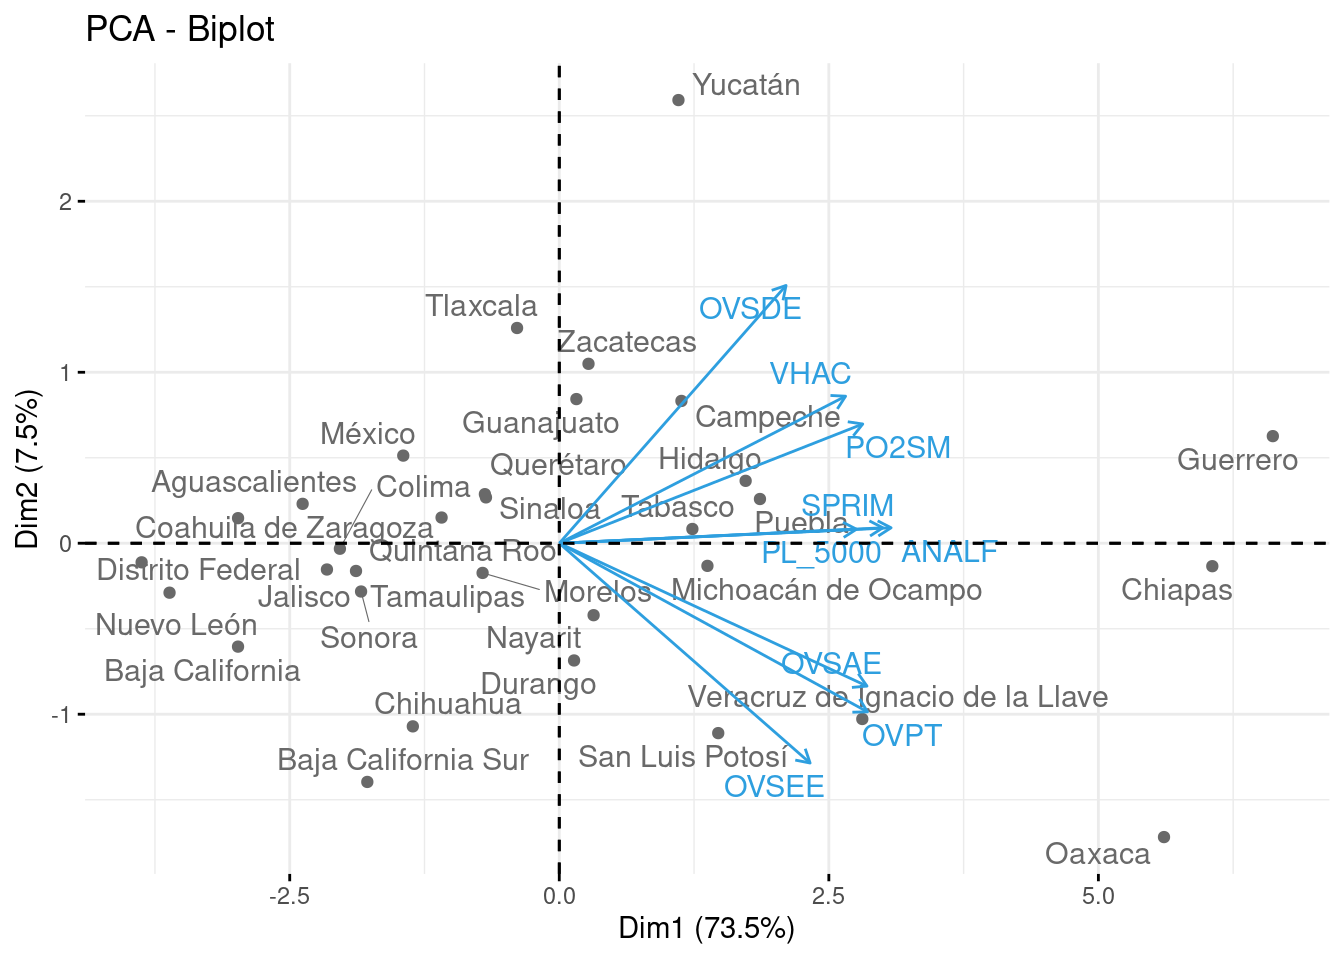 PCA - Biplot
Yucatán
2
OVSDE
Tlaxcala
Zacatecas
1
VHAC
Campeche
Guanajuato
México
PO2SM
Querétaro
Hidalgo
Guerrero
Aguascalientes
Colima
Sinaloa
Tabasco
SPRIM
Puebla
Coahuila de Zaragoza
0
Quintana Roo
PL_5000
ANALF
Distrito Federal
Jalisco
Tamaulipas
Morelos
Michoacán de Ocampo
Chiapas
Nuevo León
Sonora
Nayarit
Baja California
OVSAE
Durango
Chihuahua
Veracruz de Ignacio de la Llave
-1
OVPT
Baja California Sur
San Luis Potosí
OVSEE
Oaxaca
-2.5
0.0
2.5
5.0
Dim1 (73.5%)
Dim2 (7.5%)